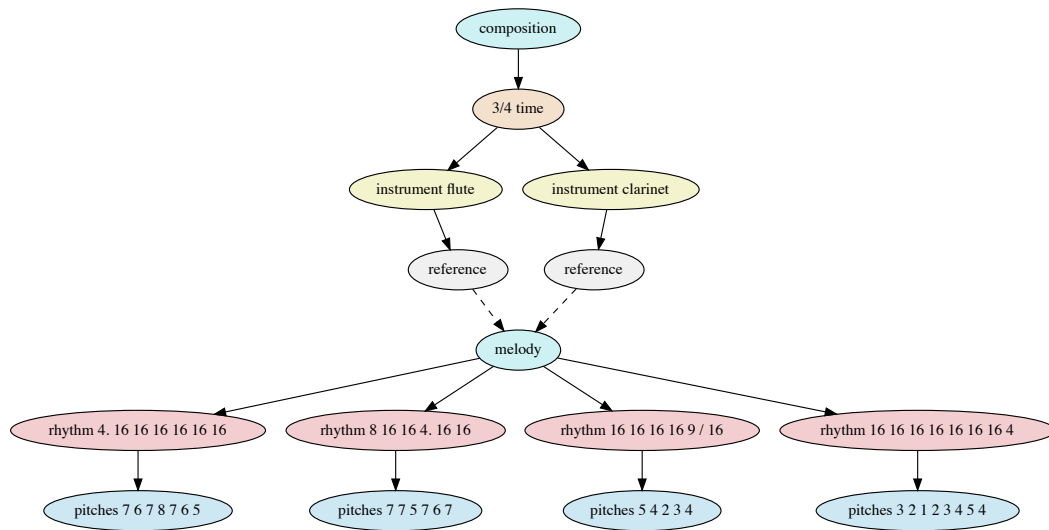 composition
3/4 time
instrument flute
instrument clarinet
reference
reference
melody
rhythm 4. 16 16 16 16 16 16
rhythm 8 16 16 4. 16 16
rhythm 16 16 16 16 9 / 16
rhythm 16 16 16 16 16 16 16 4
pitches 7 6 7 8 7 6 5
pitches 7 7 5 7 6 7
pitches 5 4 2 3 4
pitches 3 2 1 2 3 4 5 4